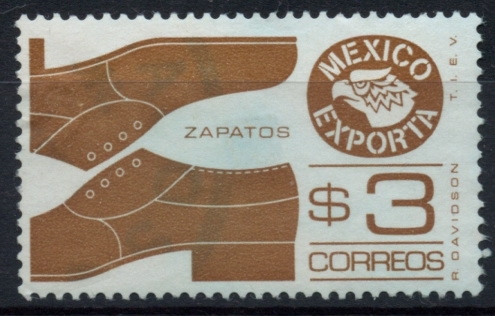 ZAPATOS
MEXICO
EXPORTA
T.I.E.V.
$3
CORREOS
R DAVIDSON